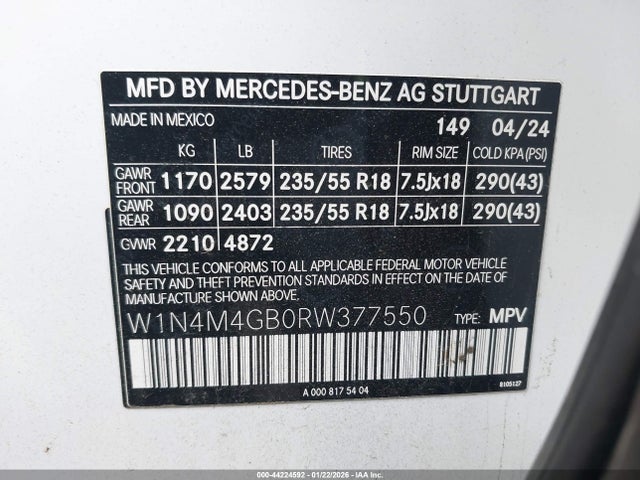 MFD BY MERCEDES-BENZ AG STUTTGART
MADE IN MEXICO 149 04/24
KG LB TIRES RIM SIZE COLD KPA (PSI)
GAWR FRONT 1170 2579 235/55 R18 7.5Jx18 290(43)
GAWR REAR 1090 2403 235/55 R18 7.5Jx18 290(43)
GVWR 2210 4872
THIS VEHICLE CONFORMS TO ALL APPLICABLE FEDERAL MOTOR VEHICLE
SAFETY AND THEFT PREVENTION STANDARDS IN EFFECT ON THE DATE OF
MANUFACTURE SHOWN ABOVE.
W1N4M4GB0RW377550 TYPE: MPV
A 000 817 54 04 8105127
000-44224592 - 01/22/2026 - IAAI.COM